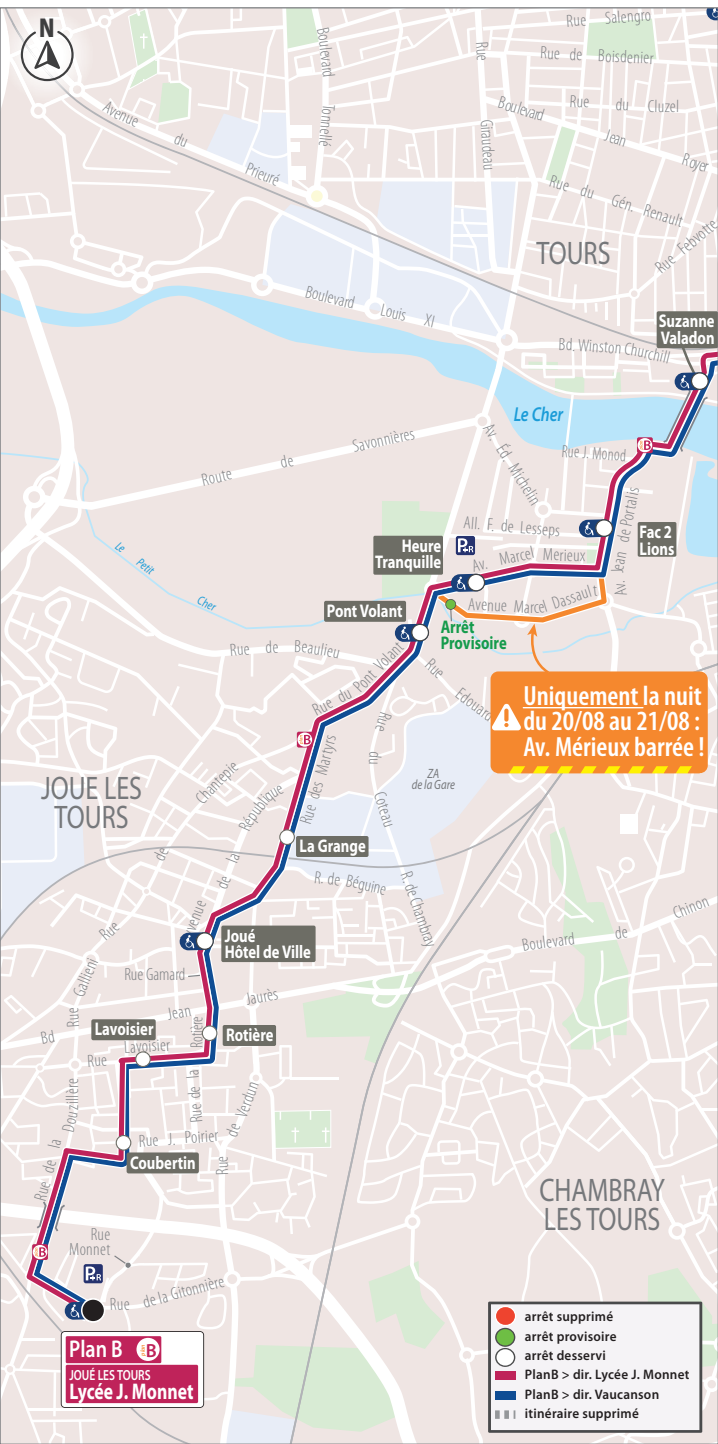 N
Rue Salengro
Rue de Boisdenier
Boulevard Tonnellé
Rue Giraudeau
Boulevard Jean Royer
Rue du Cluzel
Avenue du Prieuré
Rue du Gén. Renault
Rue Febvotte
TOURS
Boulevard Louis XI
Suzanne
Valadon
Bd. Winston Churchill
Le Cher
B
Rue J. Monod
Route de Savonnières
Av. Éd. Michelin
All. F. de Lesseps
Fac 2
Lions
Av. Jean de Portalis
Heure
Tranquille
P+R
Av. Marcel Merieux
Avenue Marcel Dassault
Le Petit Cher
Pont Volant
Arrêt
Provisoire
Rue de Beaulieu
Rue du Pont Volant
Rue Edouard
Uniquement la nuit
du 20/08 au 21/08 :
Av. Mérieux barrée !
B
Rue du Coteau
ZA
de la Gare
JOUE LES
TOURS
Rue de Chantepie
Rue des Martyrs
Avenue de la République
La Grange
R. de Béguine
R. de Chambray
Joué
Hôtel de Ville
Boulevard de Chinon
Rue Gallieni
Rue Gamard
Bd Jean Jaurès
Lavoisier
Rotière
Rue Lavoisier
Rue de la Rotière
Rue de la Douzillère
Rue J. Poirier
Rue de Verdun
Coubertin
CHAMBRAY
LES TOURS
Rue
Monnet
B
P+R
Rue de la Gitonnière
Plan B
B
JOUÉ LES TOURS
Lycée J. Monnet
arrêt supprimé
arrêt provisoire
arrêt desservi
PlanB > dir. Lycée J. Monnet
PlanB > dir. Vaucanson
itinéraire supprimé